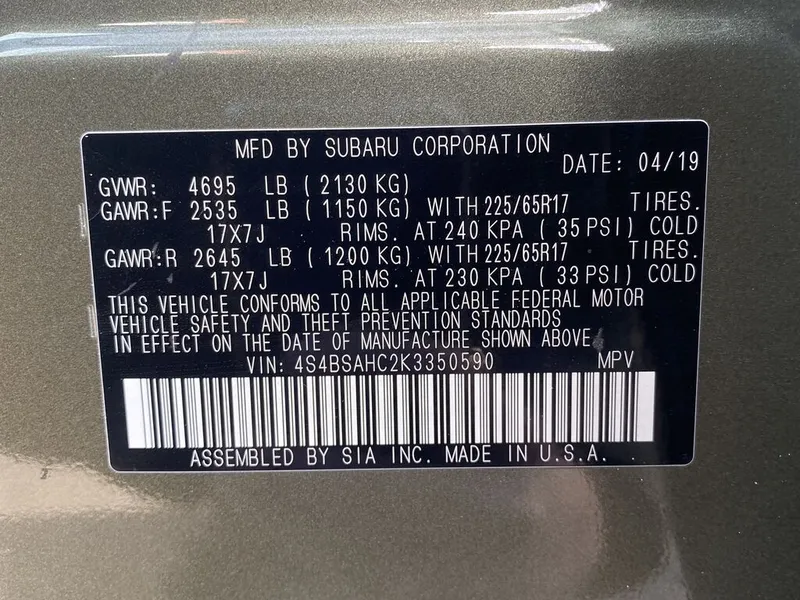 MFD BY SUBARU CORPORATION
DATE: 04/19
GVWR: 4695 LB ( 2130 KG)
GAWR:F 2535 LB ( 1150 KG) WITH 225/65R17 TIRES.
17X7J RIMS. AT 240 KPA ( 35 PSI) COLD
GAWR:R 2645 LB ( 1200 KG) WITH 225/65R17 TIRES.
17X7J RIMS. AT 230 KPA ( 33 PSI) COLD
THIS VEHICLE CONFORMS TO ALL APPLICABLE FEDERAL MOTOR
VEHICLE SAFETY AND THEFT PREVENTION STANDARDS
IN EFFECT ON THE DATE OF MANUFACTURE SHOWN ABOVE.
VIN: 4S4BSAHC2K3350590 MPV
ASSEMBLED BY SIA INC. MADE IN U.S.A.